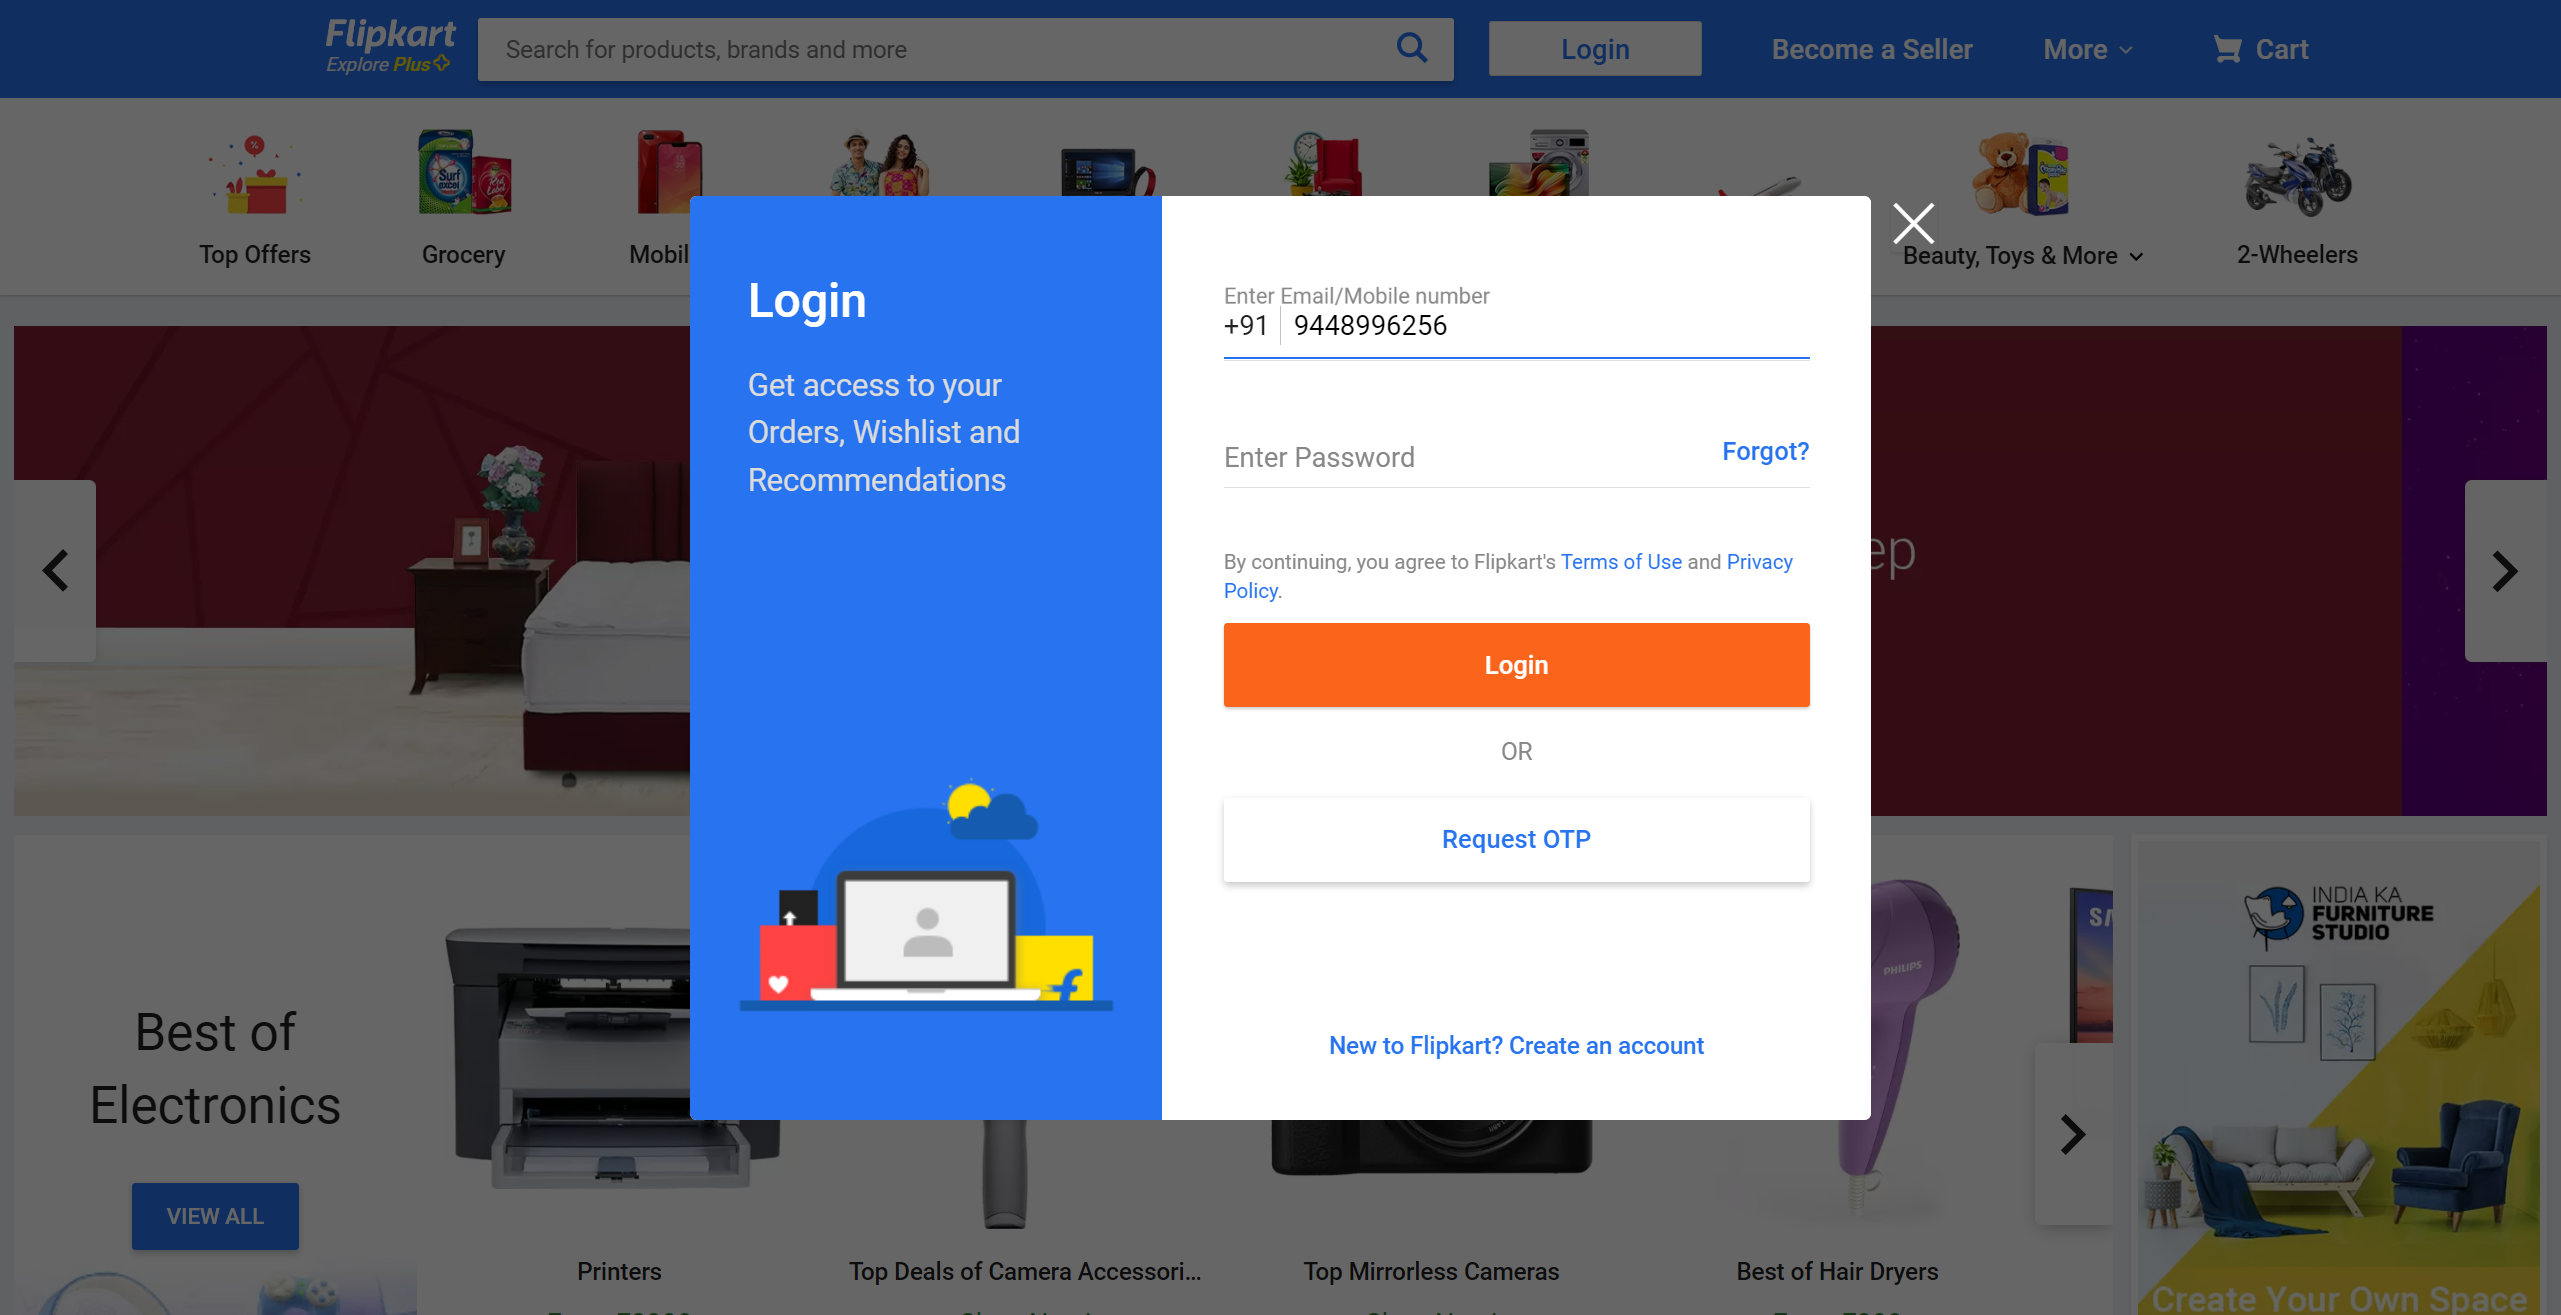 Flipkart
Explore Plus
Search for products, brands and more
Login
Become a Seller
More
Cart
Top Offers
Grocery
Mobil
Beauty, Toys & More
2-Wheelers
Login
Get access to your
Orders, Wishlist and
Recommendations
Enter Email/Mobile number
+91 9448996256
Enter Password
Forgot?
By continuing, you agree to Flipkart's Terms of Use and Privacy
Policy.
Login
OR
Request OTP
New to Flipkart? Create an account
ep
Best of
Electronics
VIEW ALL
Printers
Top Deals of Camera Accessori...
Top Mirrorless Cameras
Best of Hair Dryers
PHILIPS
INDIA KA
FURNITURE
STUDIO
Create Your Own Space